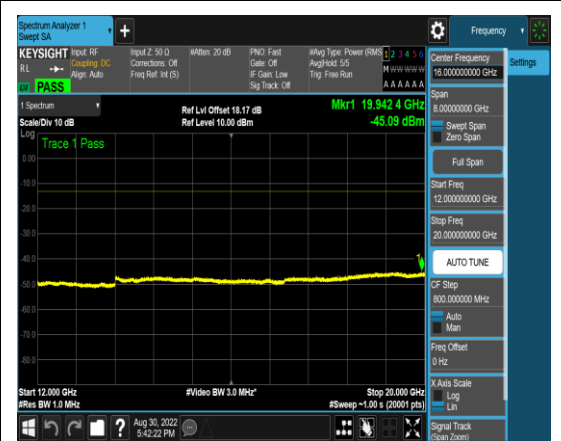 Spectrum Analyzer 1
Swept SA
+
Frequency
KEYSIGHT Input: RF Input Z: 50 Ω #Atten: 20 dB PNO: Fast #Avg Type: Power (RMS 1 2 3 4 5 6
RL Coupling: DC Corrections: Off Gate: Off Avg|Hold: 5/5 M W W W W W
Align: Auto Freq Ref: Int (S) IF Gain: Low Trig: Free Run
PASS Sig Track: Off A A A A A A
1 Spectrum
Ref Lvl Offset 18.17 dB Mkr1 19.942 4 GHz
Scale/Div 10 dB Ref Level 10.00 dBm -45.09 dBm
Log
Trace 1 Pass
0.00
-10.0
-20.0
-30.0
-40.0
-50.0
-60.0
-70.0
-80.0
1
Start 12.000 GHz #Video BW 3.0 MHz* Stop 20.000 GHz
#Res BW 1.0 MHz #Sweep ~1.00 s (20001 pts)
Center Frequency
16.000000000 GHz
Settings
Span
8.00000000 GHz
Swept Span
Zero Span
Full Span
Start Freq
12.000000000 GHz
Stop Freq
20.000000000 GHz
AUTO TUNE
CF Step
800.000000 MHz
Auto
Man
Freq Offset
0 Hz
X Axis Scale
Log
Lin
Signal Track
(Span Zoom)
?
Aug 30, 2022
5:42:22 PM